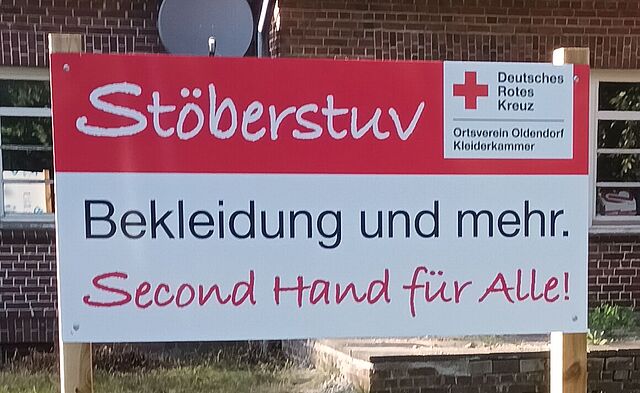 Stöberstuv
Deutsches
Rotes
Kreuz
Ortsverein Oldendorf
Kleiderkammer
Bekleidung und mehr.
Second Hand für Alle!